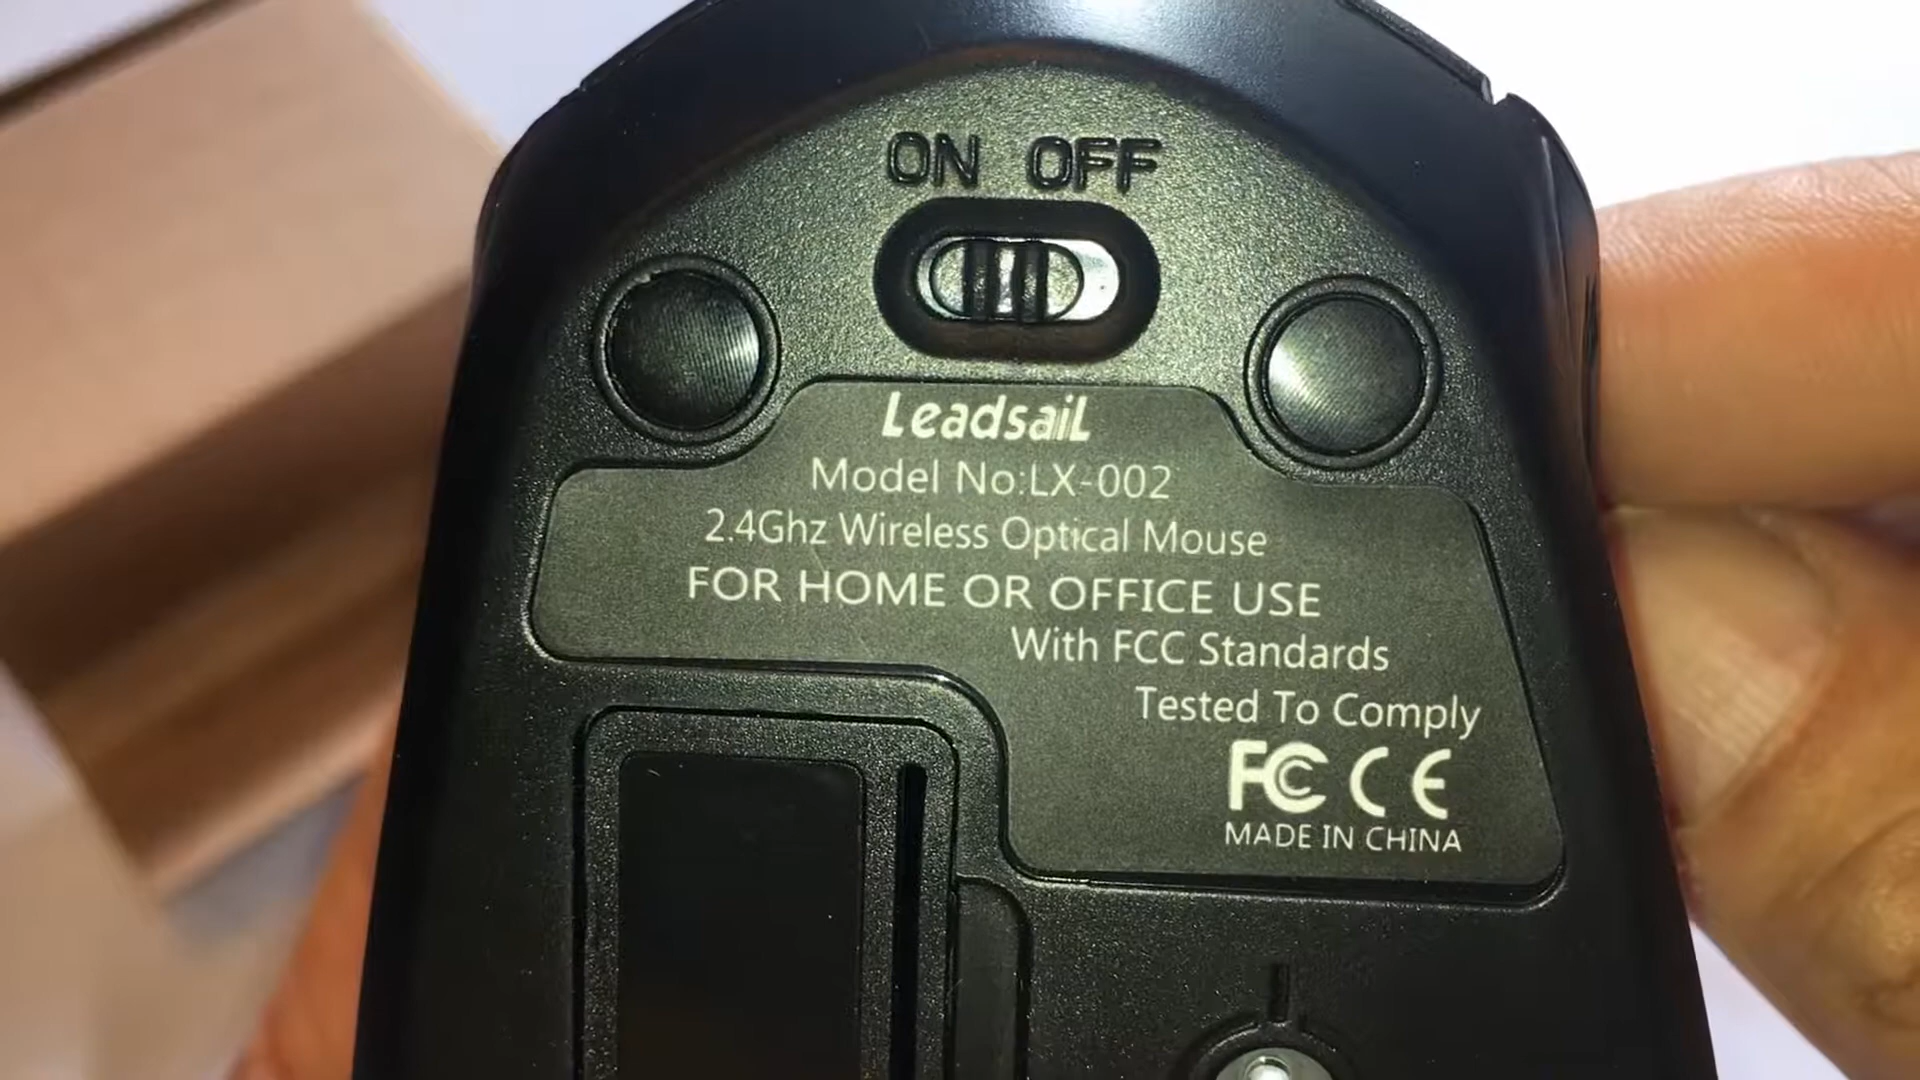 ON OFF
LeadsaiL
Model No:LX-002
2.4Ghz Wireless Optical Mouse
FOR HOME OR OFFICE USE
With FCC Standards
Tested To Comply
FC CE
MADE IN CHINA